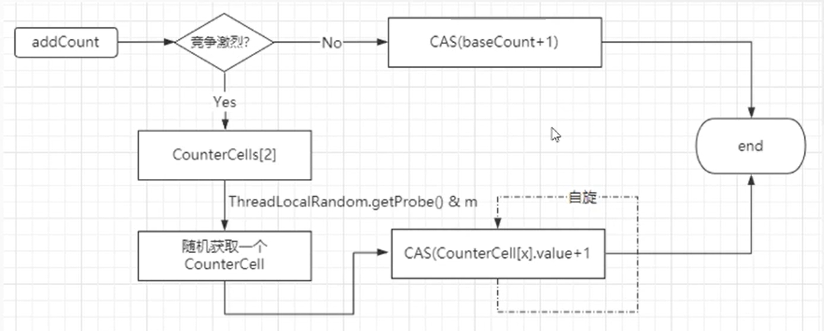 addCount
竞争激烈?
No
CAS(baseCount+1)
Yes
end
CounterCells[2]
ThreadLocalRandom.getProbe() & m
自旋
随机获取一个
CounterCell
CAS(CounterCell[x].value+1